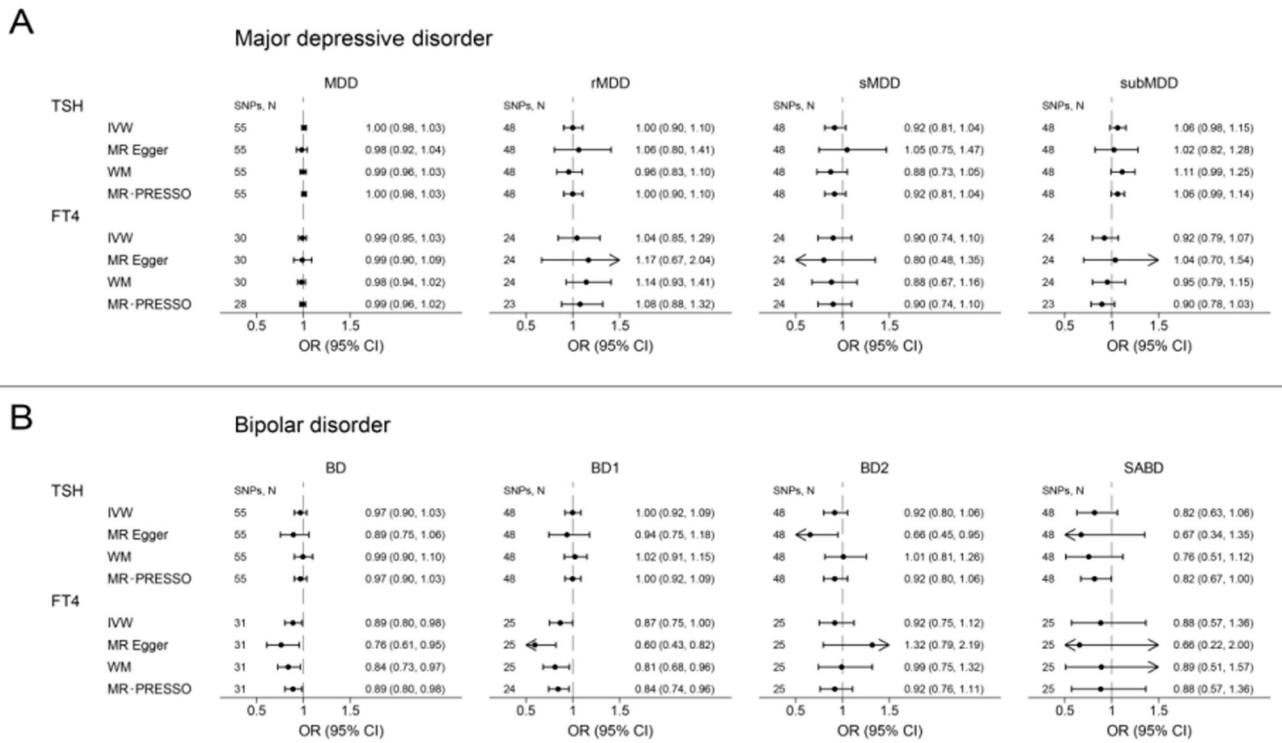 A
Major depressive disorder
MDD rMDD sMDD subMDD
TSH SNPs, N SNPs, N SNPs, N SNPs, N
IVW 55 1.00 (0.98, 1.03) 48 1.00 (0.90, 1.10) 48 0.92 (0.81, 1.04) 48 1.06 (0.98, 1.15)
MR Egger 55 0.98 (0.92, 1.04) 48 1.06 (0.80, 1.41) 48 1.05 (0.75, 1.47) 48 1.02 (0.82, 1.28)
WM 55 0.99 (0.96, 1.03) 48 0.96 (0.83, 1.10) 48 0.88 (0.73, 1.05) 48 1.11 (0.99, 1.25)
MR-PRESSO 55 1.00 (0.98, 1.03) 48 1.00 (0.90, 1.10) 48 0.92 (0.81, 1.04) 48 1.06 (0.99, 1.14)
FT4
IVW 30 0.99 (0.95, 1.03) 24 1.04 (0.85, 1.29) 24 0.90 (0.74, 1.10) 24 0.92 (0.79, 1.07)
MR Egger 30 0.99 (0.90, 1.09) 24 1.17 (0.67, 2.04) 24 0.80 (0.48, 1.35) 24 1.04 (0.70, 1.54)
WM 30 0.98 (0.94, 1.02) 24 1.14 (0.93, 1.41) 24 0.88 (0.67, 1.16) 24 0.95 (0.79, 1.15)
MR-PRESSO 28 0.99 (0.96, 1.02) 23 1.08 (0.88, 1.32) 24 0.90 (0.74, 1.10) 23 0.90 (0.78, 1.03)
0.5 1 1.5 0.5 1 1.5 0.5 1 1.5 0.5 1 1.5
OR (95% CI) OR (95% CI) OR (95% CI) OR (95% CI)
B
Bipolar disorder
BD BD1 BD2 SABD
TSH SNPs, N SNPs, N SNPs, N SNPs, N
IVW 55 0.97 (0.90, 1.03) 48 1.00 (0.92, 1.09) 48 0.92 (0.80, 1.06) 48 0.82 (0.63, 1.06)
MR Egger 55 0.89 (0.75, 1.06) 48 0.94 (0.75, 1.18) 48 0.66 (0.45, 0.95) 48 0.67 (0.34, 1.35)
WM 55 0.99 (0.90, 1.10) 48 1.02 (0.91, 1.15) 48 1.01 (0.81, 1.26) 48 0.76 (0.51, 1.12)
MR-PRESSO 55 0.97 (0.90, 1.03) 48 1.00 (0.92, 1.09) 48 0.92 (0.80, 1.06) 48 0.82 (0.67, 1.00)
FT4
IVW 31 0.89 (0.80, 0.98) 25 0.87 (0.75, 1.00) 25 0.92 (0.75, 1.12) 25 0.88 (0.57, 1.36)
MR Egger 31 0.76 (0.61, 0.95) 25 0.60 (0.43, 0.82) 25 1.32 (0.79, 2.19) 25 0.66 (0.22, 2.00)
WM 31 0.84 (0.73, 0.97) 25 0.81 (0.68, 0.96) 25 0.99 (0.75, 1.32) 25 0.89 (0.51, 1.57)
MR-PRESSO 31 0.89 (0.80, 0.98) 24 0.84 (0.74, 0.96) 25 0.92 (0.76, 1.11) 25 0.88 (0.57, 1.36)
0.5 1 1.5 0.5 1 1.5 0.5 1 1.5 0.5 1 1.5
OR (95% CI) OR (95% CI) OR (95% CI) OR (95% CI)